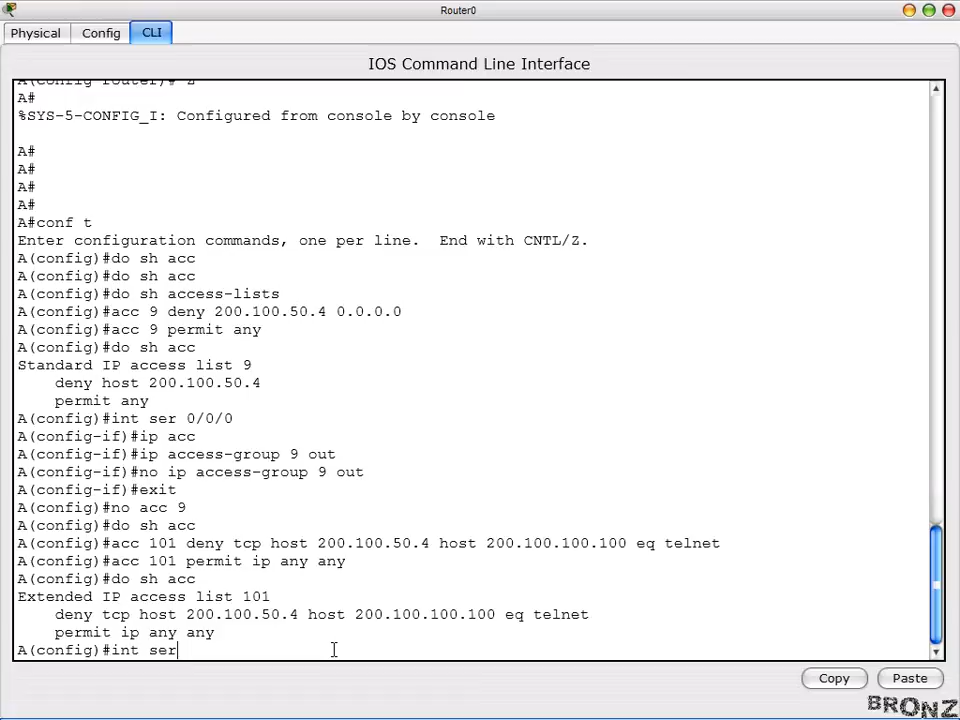 Router0
Physical Config CLI
IOS Command Line Interface
A(config-router)#^Z
A#
%SYS-5-CONFIG_I: Configured from console by console
A#
A#
A#
A#
A#conf t
Enter configuration commands, one per line.  End with CNTL/Z.
A(config)#do sh acc
A(config)#do sh acc
A(config)#do sh access-lists
A(config)#acc 9 deny 200.100.50.4 0.0.0.0
A(config)#acc 9 permit any
A(config)#do sh acc
Standard IP access list 9
    deny host 200.100.50.4
    permit any
A(config)#int ser 0/0/0
A(config-if)#ip acc
A(config-if)#ip access-group 9 out
A(config-if)#no ip access-group 9 out
A(config-if)#exit
A(config)#no acc 9
A(config)#do sh acc
A(config)#acc 101 deny tcp host 200.100.50.4 host 200.100.100.100 eq telnet
A(config)#acc 101 permit ip any any
A(config)#do sh acc
Extended IP access list 101
    deny tcp host 200.100.50.4 host 200.100.100.100 eq telnet
    permit ip any any
A(config)#int ser
Copy Paste
BRONZ